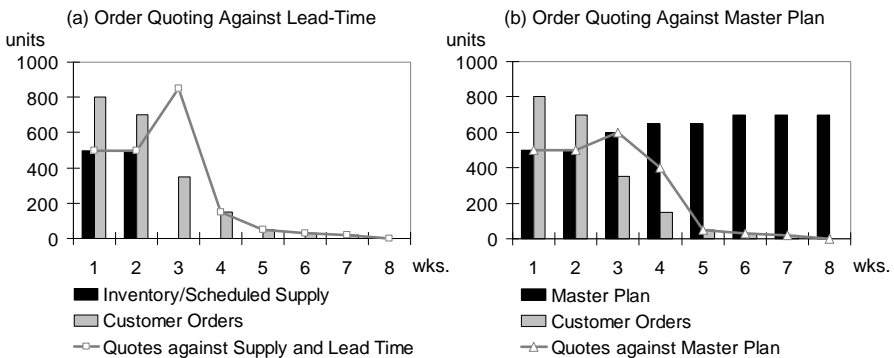 (a) Order Quoting Against Lead-Time
units
1000
800
600
400
200
0
1 2 3 4 5 6 7 8 wks.
Inventory/Scheduled Supply
Customer Orders
Quotes against Supply and Lead Time
(b) Order Quoting Against Master Plan
units
1000
800
600
400
200
0
1 2 3 4 5 6 7 8 wks.
Master Plan
Customer Orders
Quotes against Master Plan